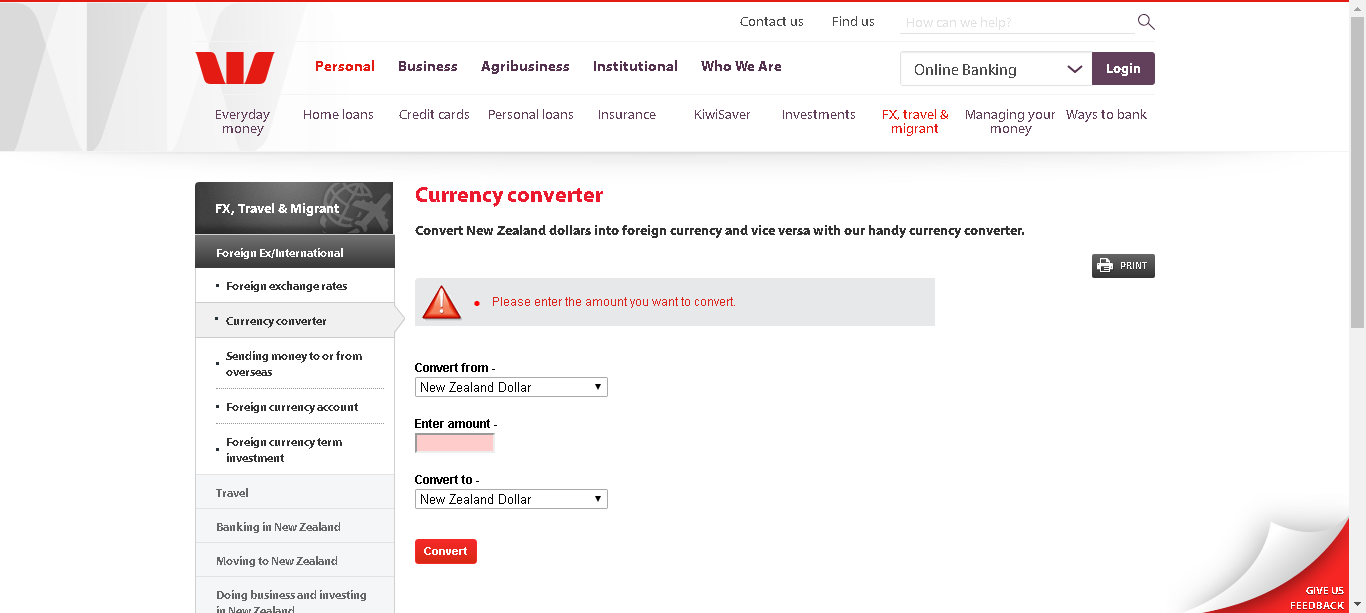 Contact us
Find us
How can we help?
Personal
Business
Agribusiness
Institutional
Who We Are
Online Banking
Login
Everyday
money
Home loans
Credit cards
Personal loans
Insurance
KiwiSaver
Investments
FX, travel &
migrant
Managing your
money
Ways to bank
FX, Travel & Migrant
Foreign Ex/International
• Foreign exchange rates
• Currency converter
• Sending money to or from
overseas
• Foreign currency account
• Foreign currency term
investment
Travel
Banking in New Zealand
Moving to New Zealand
Doing business and investing
in New Zealand
Currency converter
Convert New Zealand dollars into foreign currency and vice versa with our handy currency converter.
PRINT
• Please enter the amount you want to convert.
Convert from -
New Zealand Dollar
Enter amount -
Convert to -
New Zealand Dollar
Convert
GIVE US
FEEDBACK